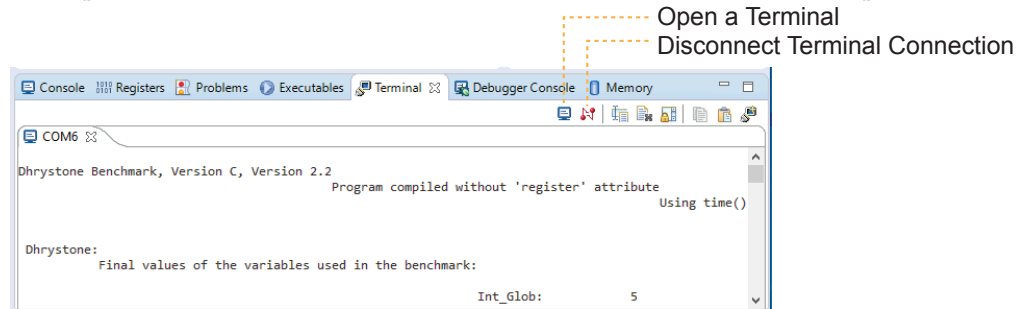 Open a Terminal
Disconnect Terminal Connection
Console Registers Problems Executables Terminal Debugger Console Memory
COM6
Dhrystone Benchmark, Version C, Version 2.2
Program compiled without 'register' attribute
Using time()
Dhrystone:
Final values of the variables used in the benchmark:
Int_Glob: 5